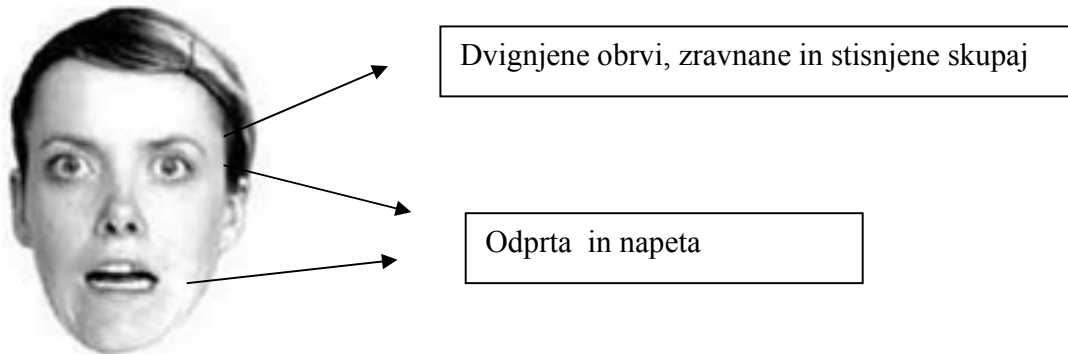 Dvignjene obrvi, zravnane in stisnjene skupaj
Odprta in napeta